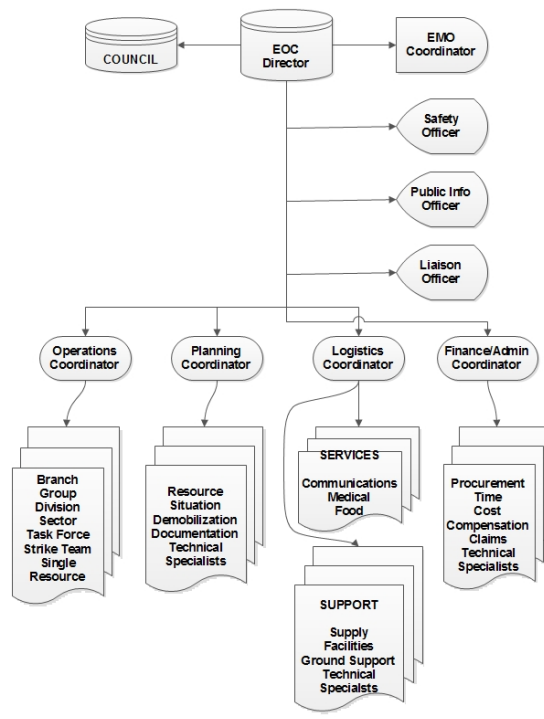 COUNCIL
EOC
Director
EMO
Coordinator
Safety
Officer
Public Info
Officer
Liaison
Officer
Operations
Coordinator
Planning
Coordinator
Logistics
Coordinator
Finance/Admin
Coordinator
Branch
Group
Division
Sector
Task Force
Strike Team
Single
Resource
Resource
Situation
Demobilization
Documentation
Technical
Specialists
SERVICES
Communications
Medical
Food
SUPPORT
Supply
Facilities
Ground Support
Technical
Specialsts
Procurement
Time
Cost
Compensation
Claims
Technical
Specialists